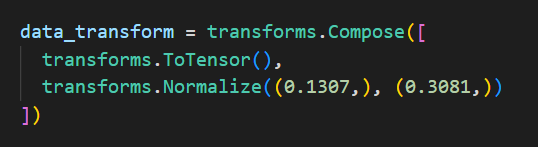 data_transform = transforms.Compose([
  transforms.ToTensor(),
  transforms.Normalize((0.1307,), (0.3081,))
])